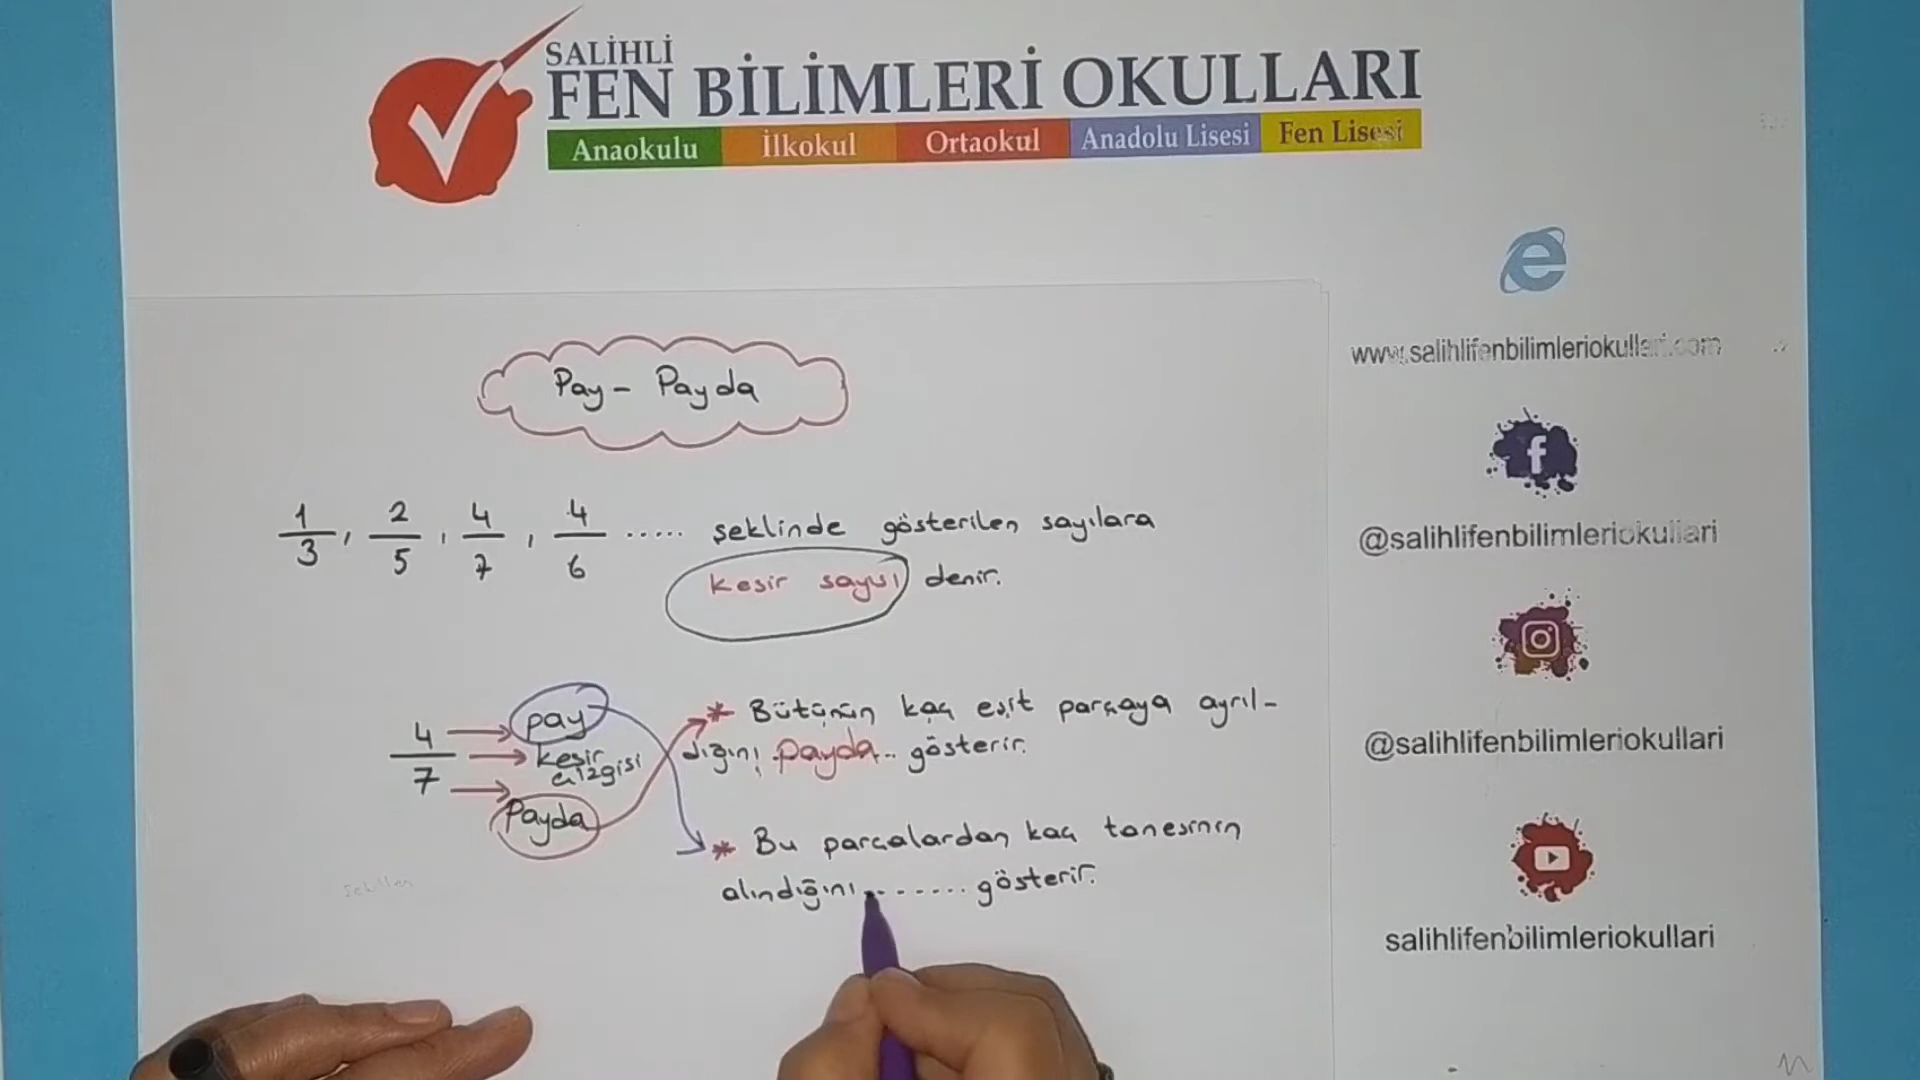 SALİHLİ
FEN BİLİMLERİ OKULLARI
Anaokulu İlkokul Ortaokul Anadolu Lisesi Fen Lisesi
www.salihlifenbilimleriokullari.com
@salihlifenbilimleriokullari
@salihlifenbilimleriokullari
salihlifenbilimleriokullari
Pay - Payda
1/3, 2/5, 4/7, 4/6 ..... şeklinde gösterilen sayılara
kesir sayısı denir.
4/7
pay
kesir
çizgisi
Payda
* Bütünün kaç eşit parçaya ayrıl-
dığını payda.. gösterir.
* Bu parçalardan kaç tanesinin
alındığını ....... gösterir.